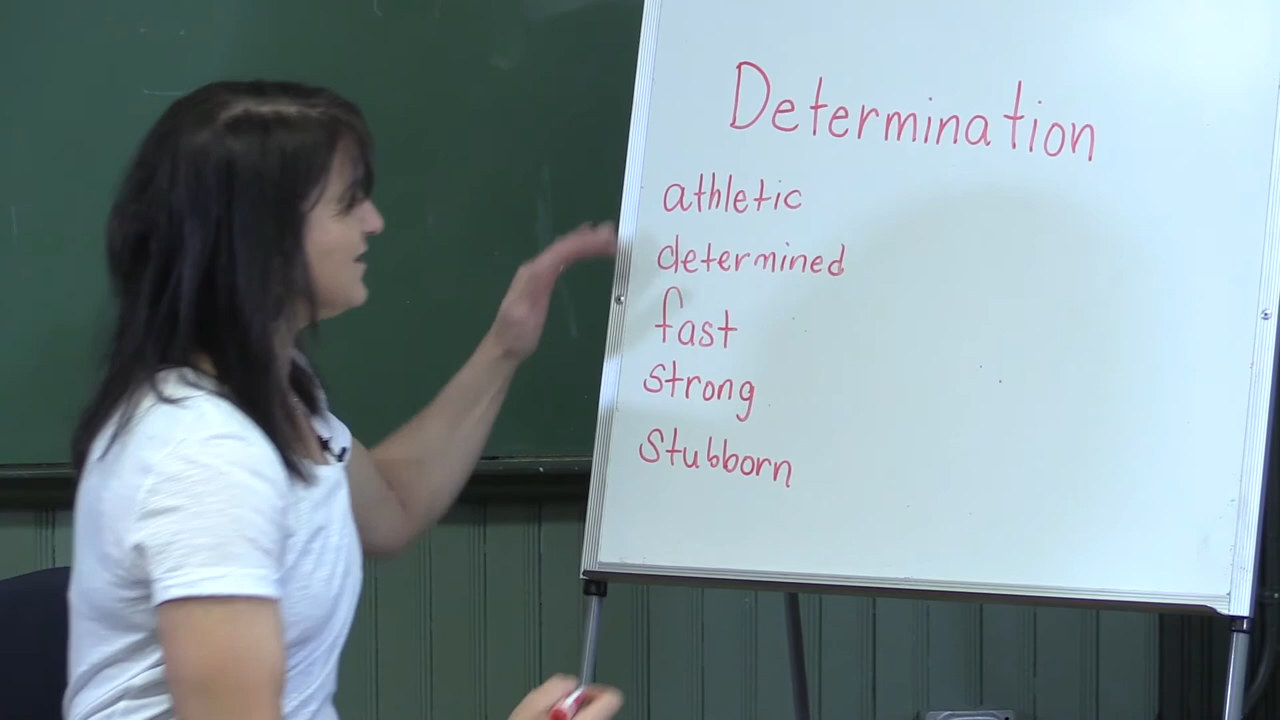 Determination
athletic
determined
fast
strong
Stubborn